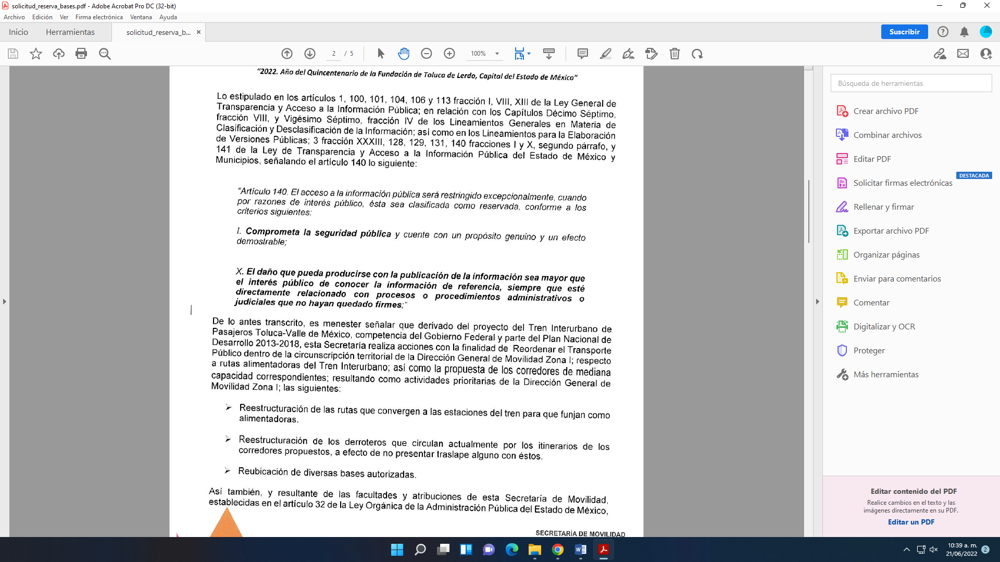 solicitud_reserva_bases.pdf - Adobe Acrobat Pro DC (32-bit)
Archivo Edición Ver Firma electrónica Ventana Ayuda
Inicio Herramientas solicitud_reserva_b... ×
Suscribir
2 / 5
100%
"2022. Año del Quincentenario de la Fundación de Toluca de Lerdo, Capital del Estado de México"
Lo estipulado en los artículos 1, 100, 101, 104, 106 y 113 fracción I, VIII, XIII de la Ley General de
Transparencia y Acceso a la Información Pública; en relación con los Capítulos Décimo Séptimo,
fracción VIII, y Vigésimo Séptimo, fracción IV de los Lineamientos Generales en Materia de
Clasificación y Desclasificación de la Información; así como en los Lineamientos para la Elaboración
de Versiones Públicas; 3 fracción XXXIII, 128, 129, 131, 140 fracciones I y X, segundo párrafo, y
141 de la Ley de Transparencia y Acceso a la Información Pública del Estado de México y
Municipios, señalando el artículo 140 lo siguiente:
"Artículo 140. El acceso a la información pública será restringido excepcionalmente, cuando
por razones de interés público, ésta sea clasificada como reservada, conforme a los
criterios siguientes:
I. Comprometa la seguridad pública y cuente con un propósito genuino y un efecto
demostrable;
X. El daño que pueda producirse con la publicación de la información sea mayor que
el interés público de conocer la información de referencia, siempre que esté
directamente relacionado con procesos o procedimientos administrativos o
judiciales que no hayan quedado firmes;"
De lo antes transcrito, es menester señalar que derivado del proyecto del Tren Interurbano de
Pasajeros Toluca-Valle de México, competencia del Gobierno Federal y parte del Plan Nacional de
Desarrollo 2013-2018, esta Secretaría realiza acciones con la finalidad de Reordenar el Transporte
Público dentro de la circunscripción territorial de la Dirección General de Movilidad Zona I; respecto
a rutas alimentadoras del Tren Interurbano; así como la propuesta de los corredores de mediana
capacidad correspondientes; resultando como actividades prioritarias de la Dirección General de
Movilidad Zona I; las siguientes:
➢ Reestructuración de las rutas que convergen a las estaciones del tren para que funjan como
alimentadoras.
➢ Reestructuración de los derroteros que circulan actualmente por los itinerarios de los
corredores propuestos, a efecto de no presentar traslape alguno con éstos.
➢ Reubicación de diversas bases autorizadas.
Así también, y resultante de las facultades y atribuciones de esta Secretaría de Movilidad,
establecidas en el artículo 32 de la Ley Orgánica de la Administración Pública del Estado de México,
SECRETARÍA DE MOVILIDAD
Búsqueda de herramientas
Crear archivo PDF
Combinar archivos
Editar PDF
DESTACADA
Solicitar firmas electrónicas
Rellenar y firmar
Exportar archivo PDF
Organizar páginas
Enviar para comentarios
Comentar
Digitalizar y OCR
Proteger
Más herramientas
Editar contenido del PDF
Realice cambios en el texto y las
imágenes directamente en su PDF.
Editar un PDF
10:39 a. m.
21/06/2022
2